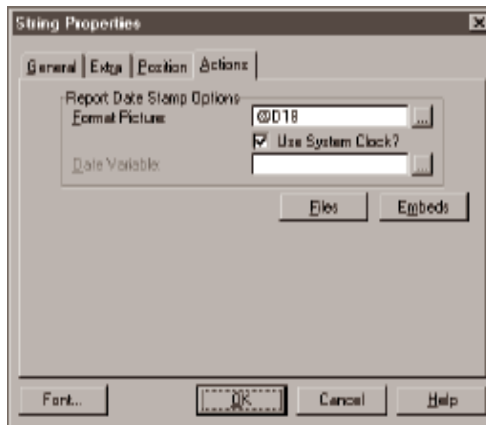 String Properties
General Extra Position Actions
Report Date Stamp Options
Format Picture: @D18 ...
Use System Clock?
Date Variable: ...
Files Embeds
Font... OK Cancel Help